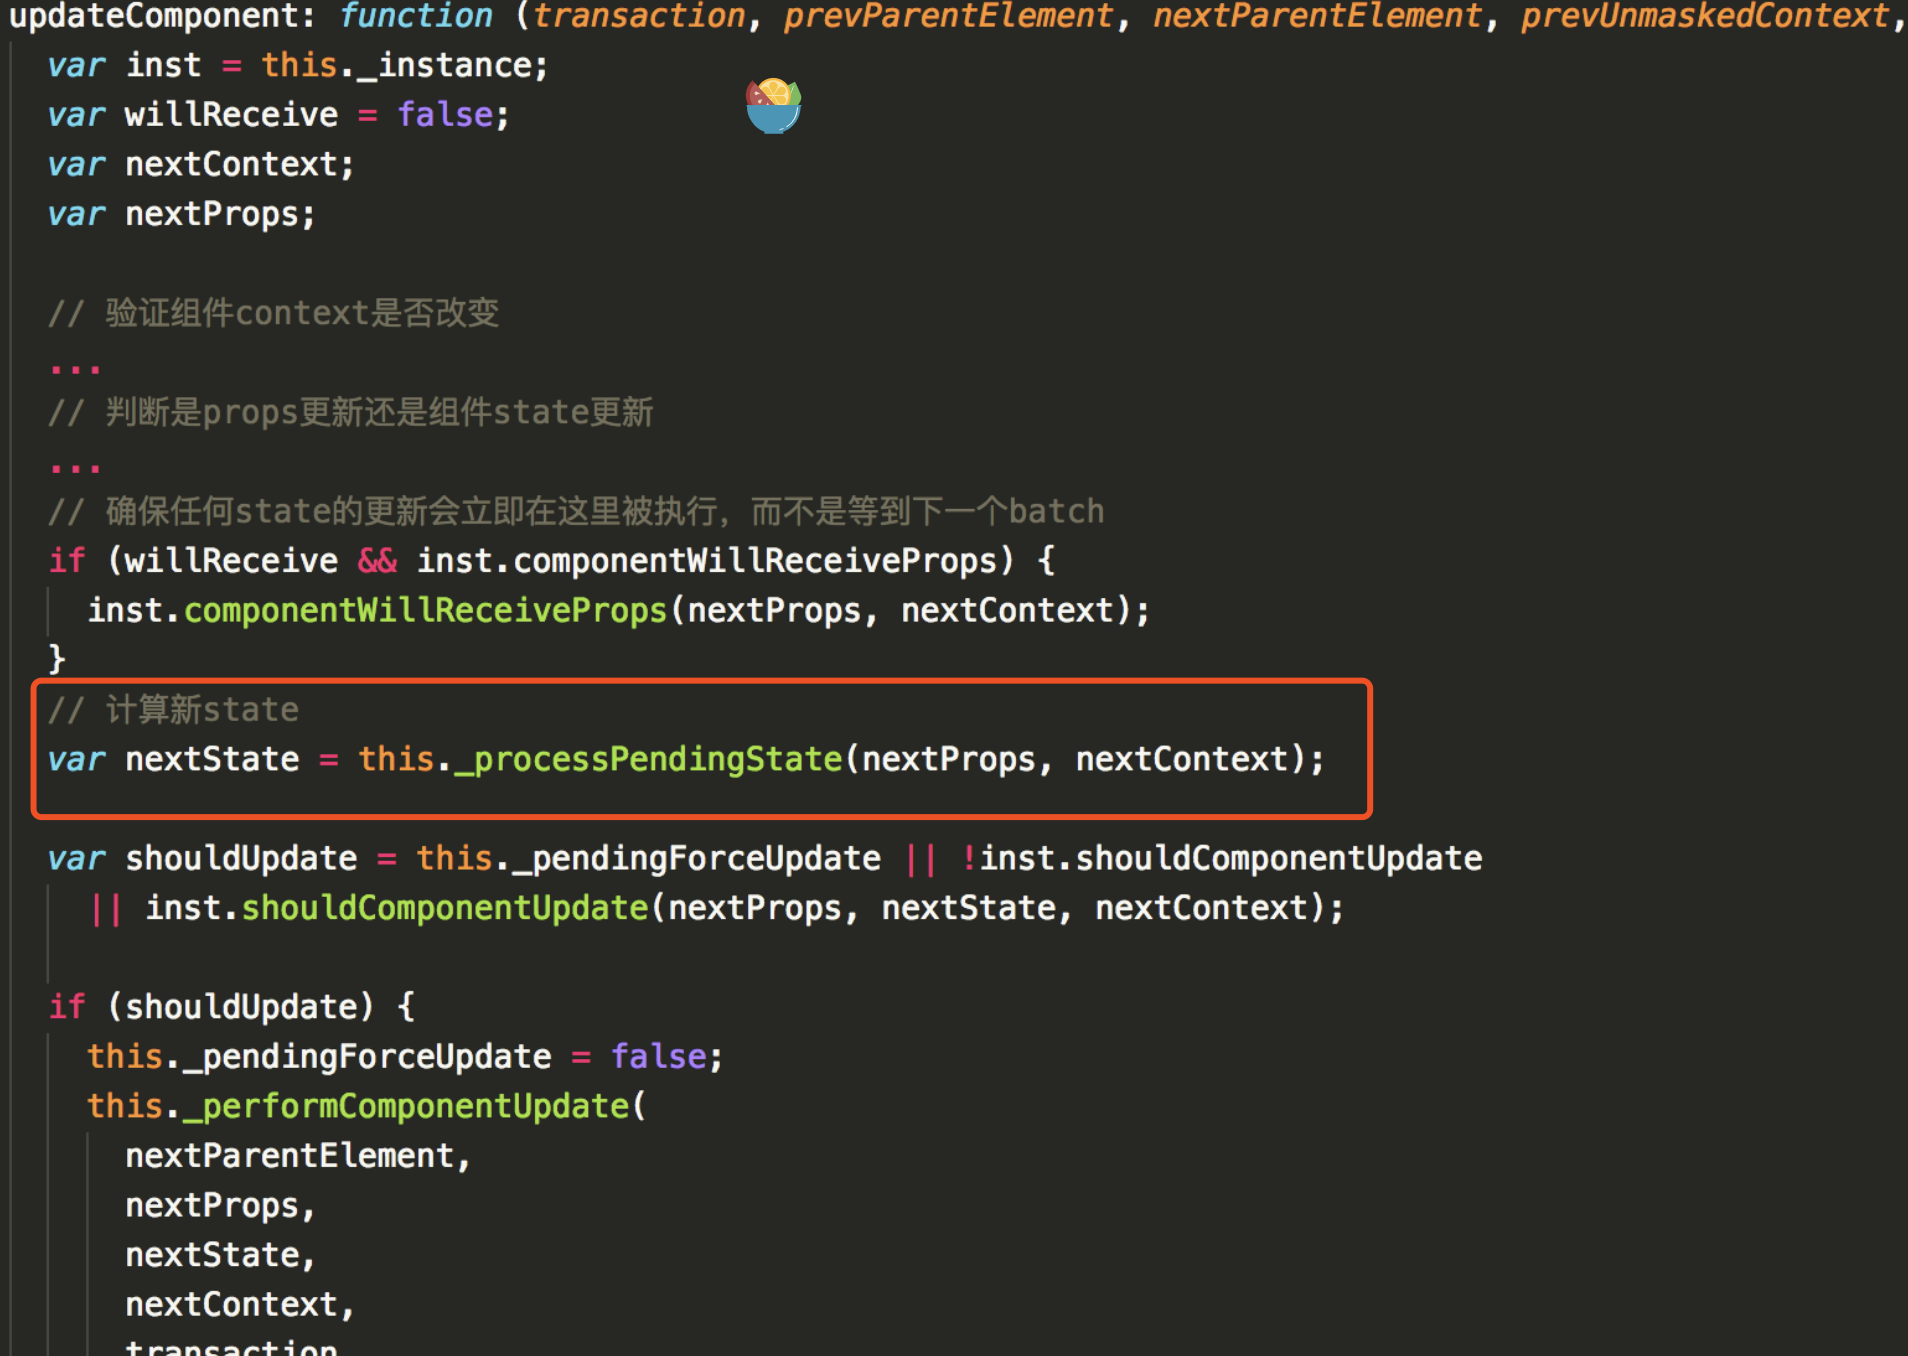 updateComponent: function (transaction, prevParentElement, nextParentElement, prevUnmaskedContext,
var inst = this._instance;
var willReceive = false;
var nextContext;
var nextProps;
// 验证组件context是否改变
...
// 判断是props更新还是组件state更新
...
// 确保任何state的更新会立即在这里被执行，而不是等到下一个batch
if (willReceive && inst.componentWillReceiveProps) {
inst.componentWillReceiveProps(nextProps, nextContext);
}
// 计算新state
var nextState = this._processPendingState(nextProps, nextContext);
var shouldUpdate = this._pendingForceUpdate || !inst.shouldComponentUpdate
|| inst.shouldComponentUpdate(nextProps, nextState, nextContext);
if (shouldUpdate) {
this._pendingForceUpdate = false;
this._performComponentUpdate(
nextParentElement,
nextProps,
nextState,
nextContext,
transaction